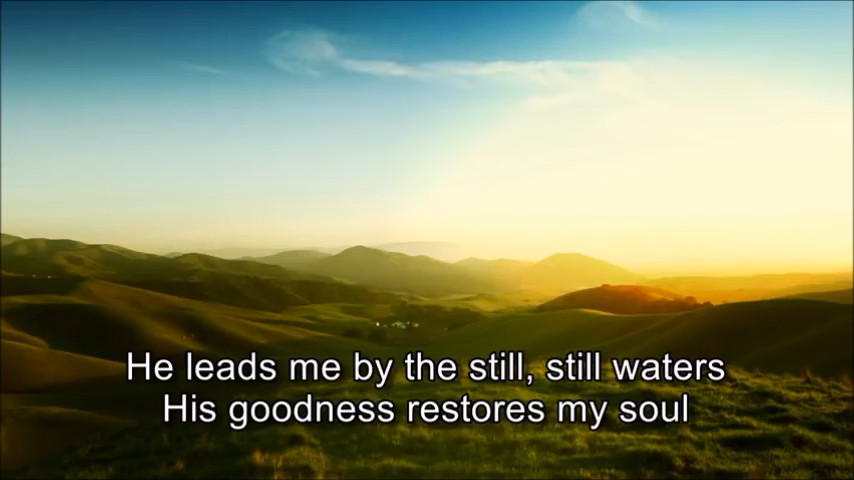 He leads me by the still, still waters
His goodness restores my soul